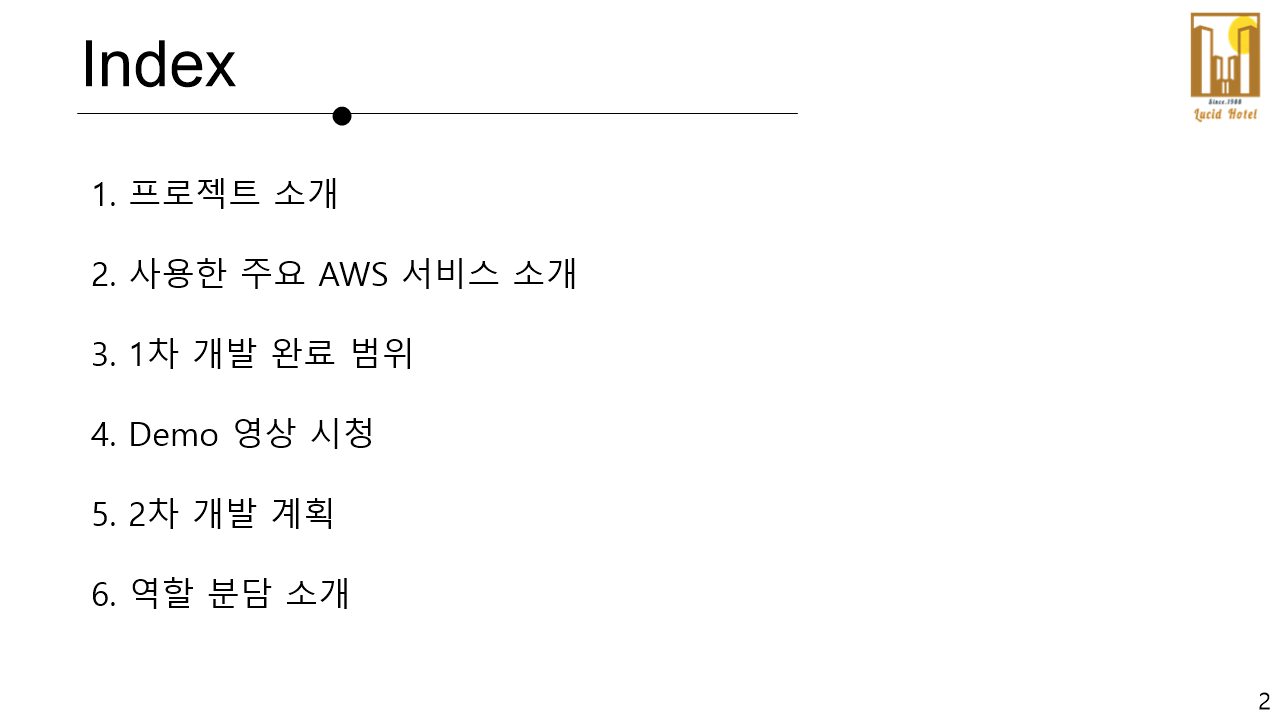 Index
Since.1988
Lucid Hotel
1. 프로젝트 소개
2. 사용한 주요 AWS 서비스 소개
3. 1차 개발 완료 범위
4. Demo 영상 시청
5. 2차 개발 계획
6. 역할 분담 소개
2